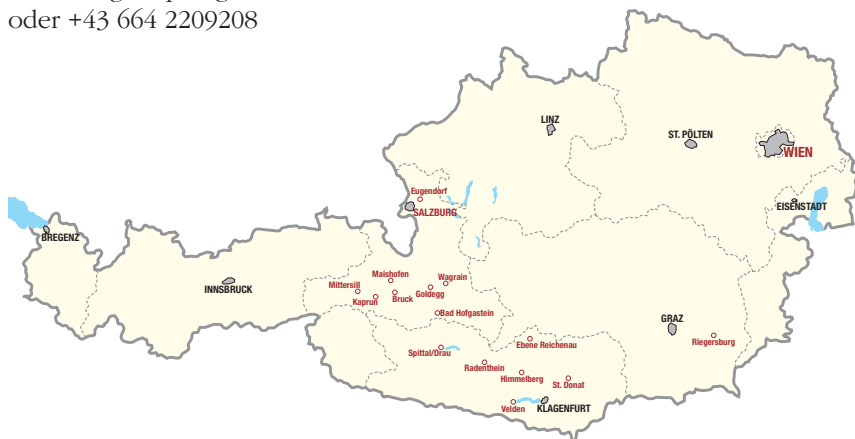 oder +43 664 2209208
LINZ
ST. PÖLTEN
WIEN
Eugendorf
SALZBURG
EISENSTADT
BREGENZ
Maishofen
Wagrain
Mittersill
Goldegg
INNSBRUCK
Kaprun
Bruck
Bad Hofgastein
GRAZ
Riegersburg
Ebene Reichenau
Spittal/Drau
Radenthein
Himmelberg
St. Donat
Velden
KLAGENFURT